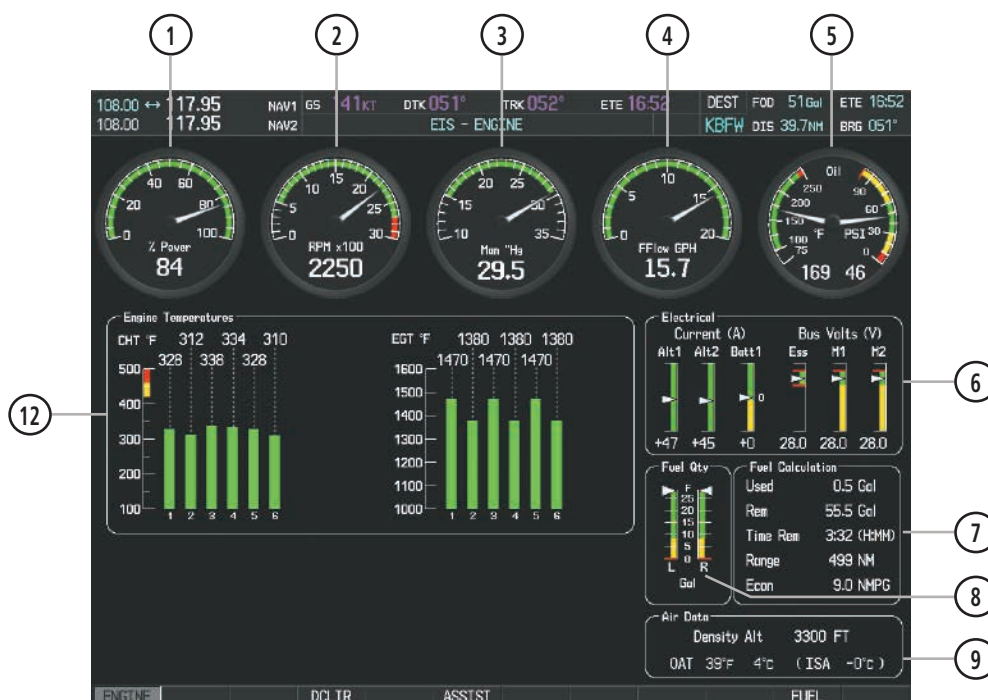 1 2 3 4 5
108.00 ↔ 117.95 NAV1 GS 141KT DTK 051° TRK 052° ETE 16:52 DEST FOD 51Gal ETE 16:52
108.00 117.95 NAV2 EIS - ENGINE KBFW DIS 39.7NM BRG 051°
0 20 40 60 80 100
% Power
84
0 5 10 15 20 25 30
RPM x100
2250
10 15 20 25 30 35
Man "Hg
29.5
0 5 10 15 20
FFlow GPH
15.7
Oil
250 200 150 100 75
°F
90 60 30 0
PSI
169 46
Engine Temperatures
CHT °F 312 334 310
328 338 328
500
400
300
200
100
1 2 3 4 5 6
EGT °F 1380 1380 1380
1470 1470 1470
1600
1500
1400
1300
1200
1100
1000
1 2 3 4 5 6
12
Electrical
Current (A) Bus Volts (V)
Alt1 Alt2 Batt1 Ess M1 M2
0
+47 +45 +0 28.0 28.0 28.0
6
Fuel Qty
F
25
20
15
10
5
0
L R
Gal
8
Fuel Calculation
Used 0.5 Gal
Rem 55.5 Gal
Time Rem 3:32 (H:MM)
Range 499 NM
Econ 9.0 NMPG
7
Air Data
Density Alt 3300 FT
OAT 39°F 4°C (ISA -0°C)
9
ENGINE DCLTR ASSIST FUEL